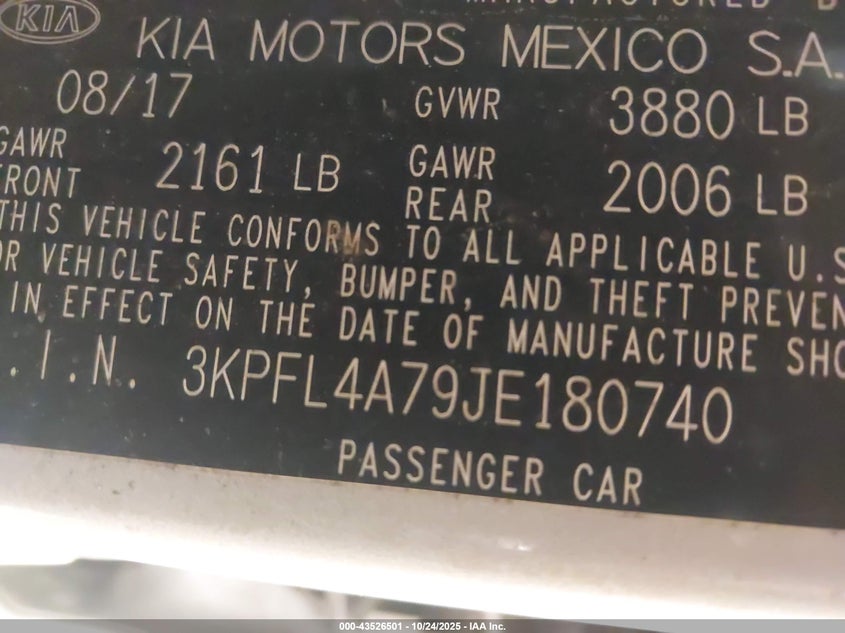 MANUFACTURED B
KIA
KIA MOTORS MEXICO S.A.
08/17 GVWR 3880 LB
GAWR FRONT 2161 LB GAWR REAR 2006 LB
THIS VEHICLE CONFORMS TO ALL APPLICABLE U.S
OR VEHICLE SAFETY, BUMPER, AND THEFT PREVEN
IN EFFECT ON THE DATE OF MANUFACTURE SHO
.I.N. 3KPFL4A79JE180740
PASSENGER CAR
000-43526501 - 10/24/2025 - IAA Inc.